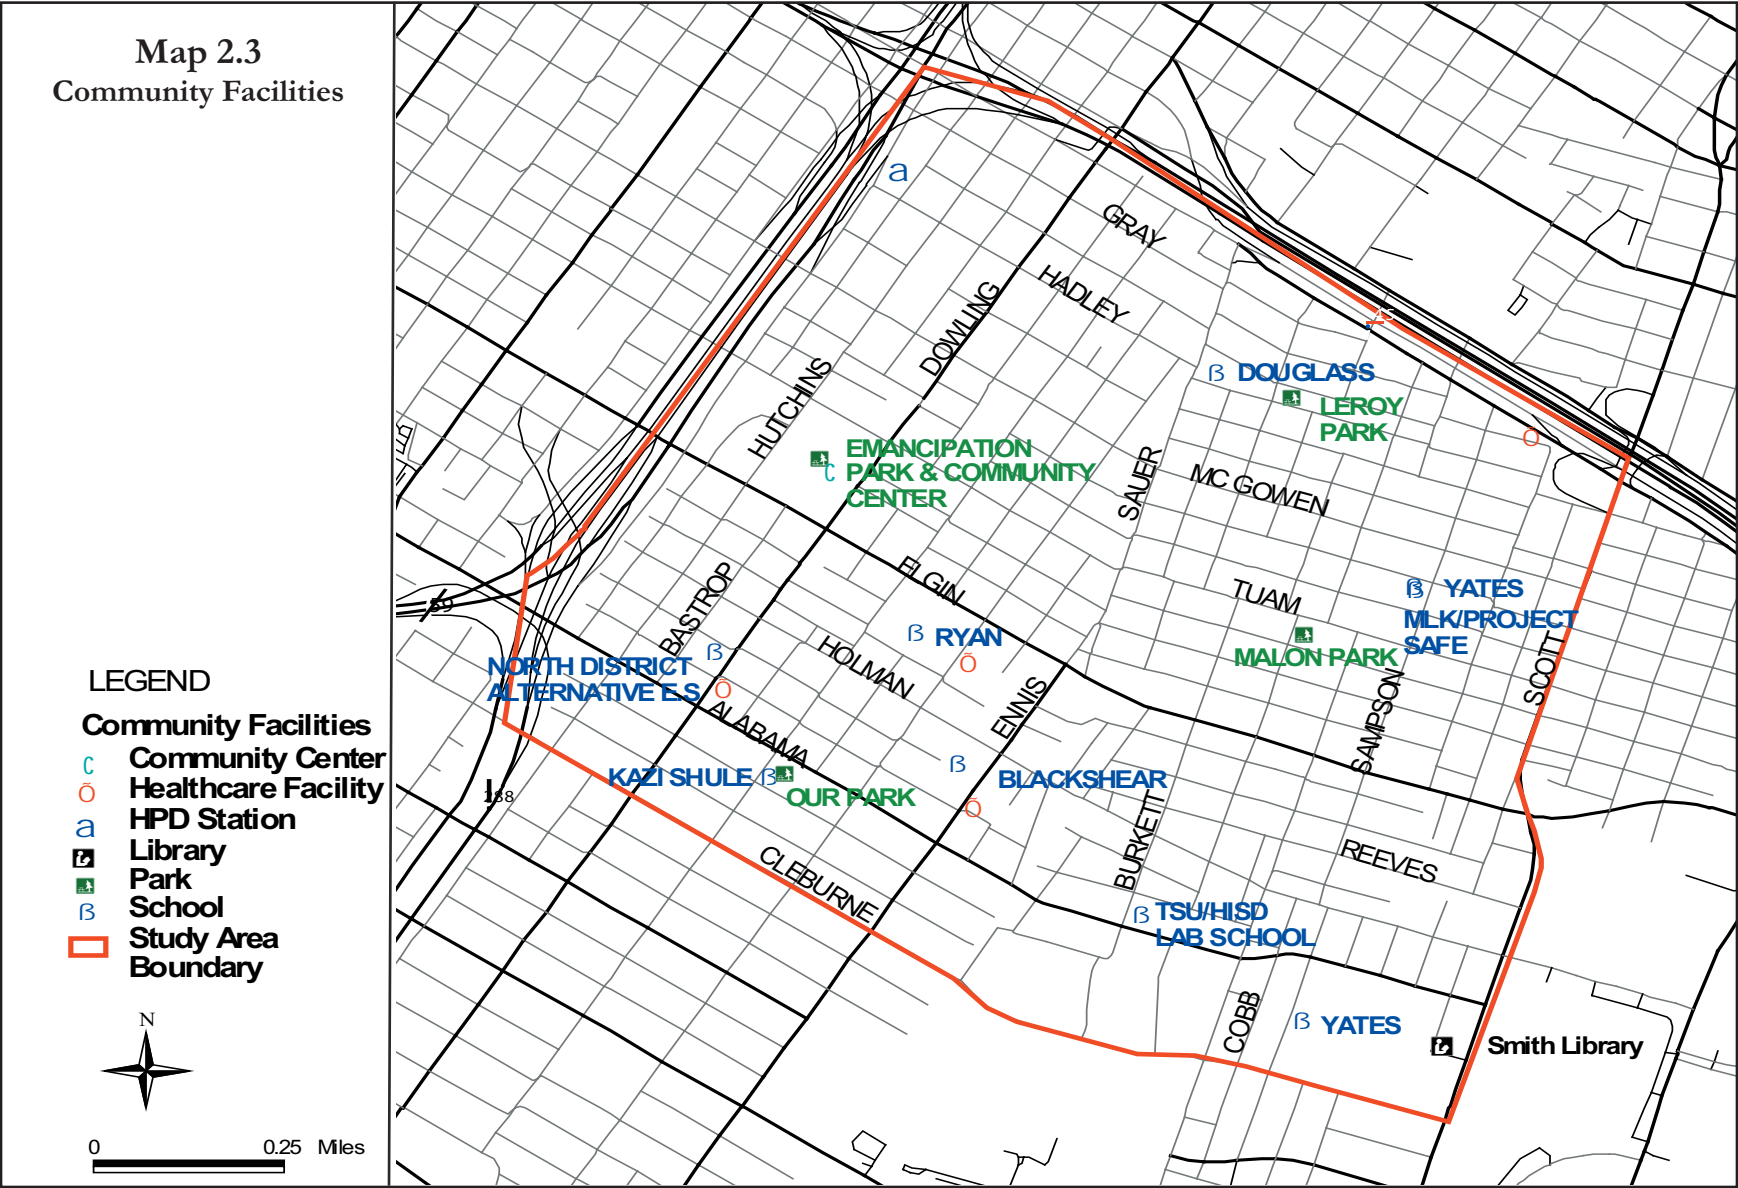 Map 2.3
Community Facilities
GRAY
HADLEY
DOWLING
HUTCHINS
45
DOUGLASS
LEROY
PARK
EMANCIPATION
PARK & COMMUNITY
CENTER
SAUER
MC GOWEN
ELGIN
TUAM
YATES
MLK/PROJECT
SAFE
MALON PARK
SCOTT
SAMPSON
59
BASTROP
RYAN
HOLMAN
NORTH DISTRICT
ALTERNATIVE E.S.
ALABAMA
ENNIS
KAZI SHULE
OUR PARK
BLACKSHEAR
288
BURKETT
REEVES
CLEBURNE
TSU/HISD
LAB SCHOOL
COBB
YATES
Smith Library
LEGEND
Community Facilities
Community Center
Healthcare Facility
HPD Station
Library
Park
School
Study Area
Boundary
N
0 0.25 Miles